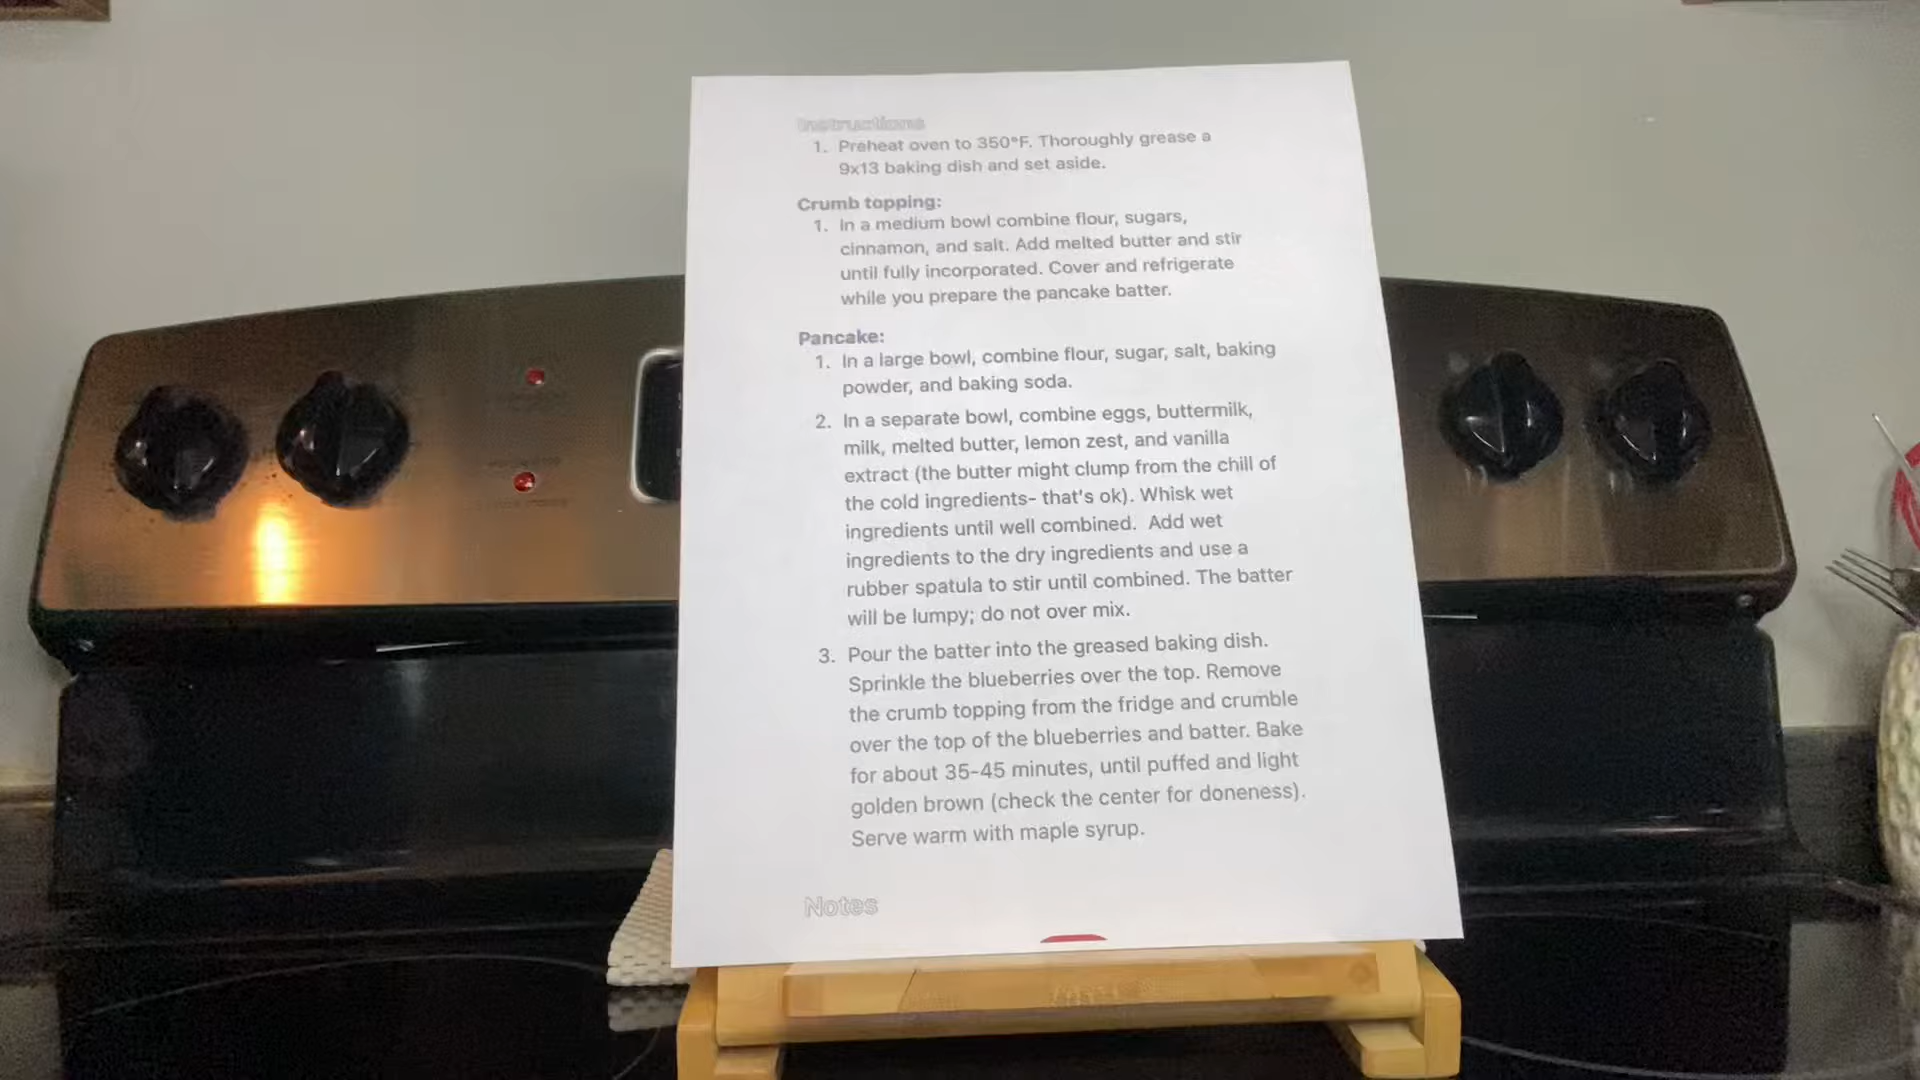 Instructions
1. Preheat oven to 350°F. Thoroughly grease a
9x13 baking dish and set aside.
Crumb topping:
1. In a medium bowl combine flour, sugars,
cinnamon, and salt. Add melted butter and stir
until fully incorporated. Cover and refrigerate
while you prepare the pancake batter.
Pancake:
1. In a large bowl, combine flour, sugar, salt, baking
powder, and baking soda.
2. In a separate bowl, combine eggs, buttermilk,
milk, melted butter, lemon zest, and vanilla
extract (the butter might clump from the chill of
the cold ingredients- that's ok). Whisk wet
ingredients until well combined.  Add wet
ingredients to the dry ingredients and use a
rubber spatula to stir until combined. The batter
will be lumpy; do not over mix.
3. Pour the batter into the greased baking dish.
Sprinkle the blueberries over the top. Remove
the crumb topping from the fridge and crumble
over the top of the blueberries and batter. Bake
for about 35-45 minutes, until puffed and light
golden brown (check the center for doneness).
Serve warm with maple syrup.
Notes